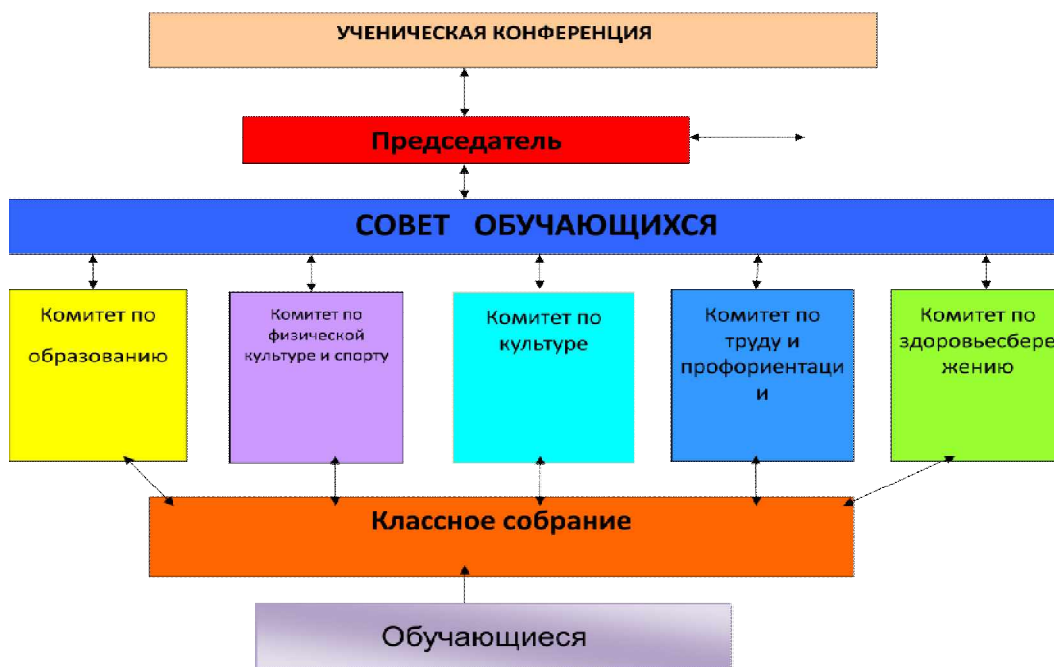 УЧЕНИЧЕСКАЯ КОНФЕРЕНЦИЯ
Председатель
СОВЕТ ОБУЧАЮЩИХСЯ
Комитет по
образованию
Комитет по
физической
культуре и спорту
Комитет по
культуре
Комитет по
труду и
профориентаци
и
Комитет по
здоровьесбере
жению
Классное собрание
Обучающиеся